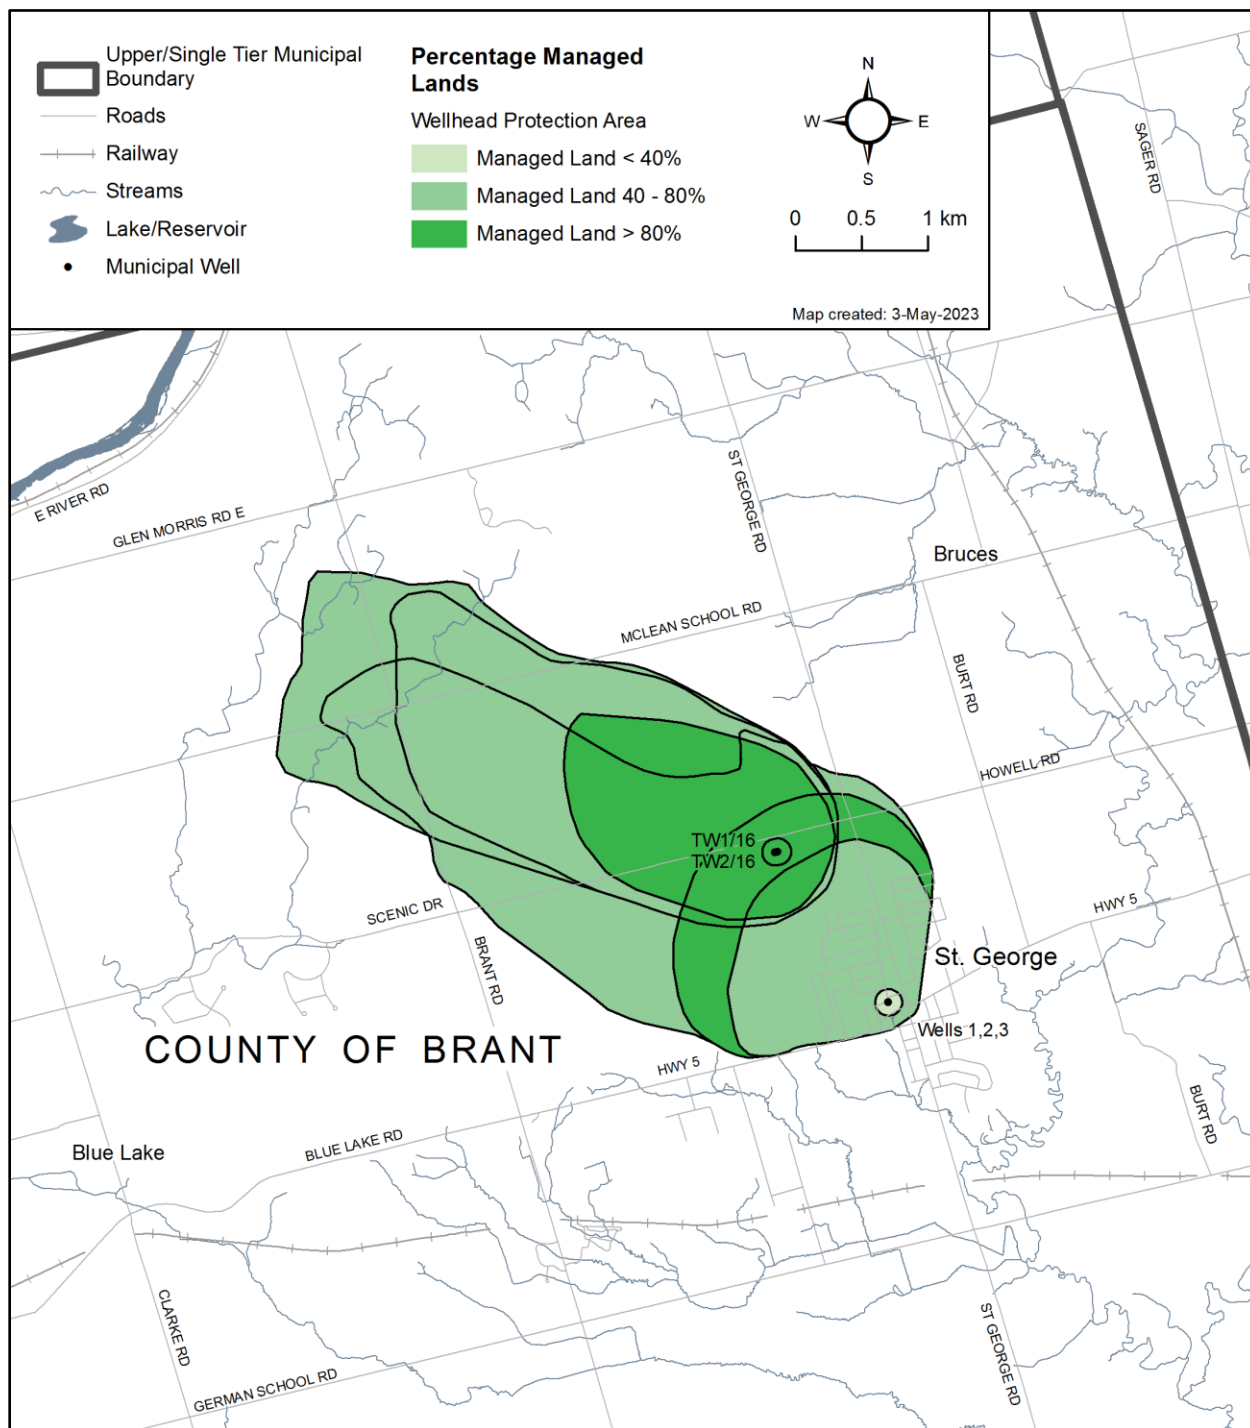 Upper/Single Tier Municipal
Boundary
Roads
Railway
Streams
Lake/Reservoir
Municipal Well
Percentage Managed
Lands
Wellhead Protection Area
Managed Land < 40%
Managed Land 40 - 80%
Managed Land > 80%
N
W
E
S
0 0.5 1 km
Map created: 3-May-2023
SAGER RD
E RIVER RD
GLEN MORRIS RD E
ST GEORGE RD
Bruces
MCLEAN SCHOOL RD
BURT RD
HOWELL RD
TW1/16
TW2/16
SCENIC DR
HWY 5
BRANT RD
St. George
Wells 1,2,3
COUNTY OF BRANT
HWY 5
BURT RD
BLUE LAKE RD
Blue Lake
CLARKE RD
ST GEORGE RD
GERMAN SCHOOL RD